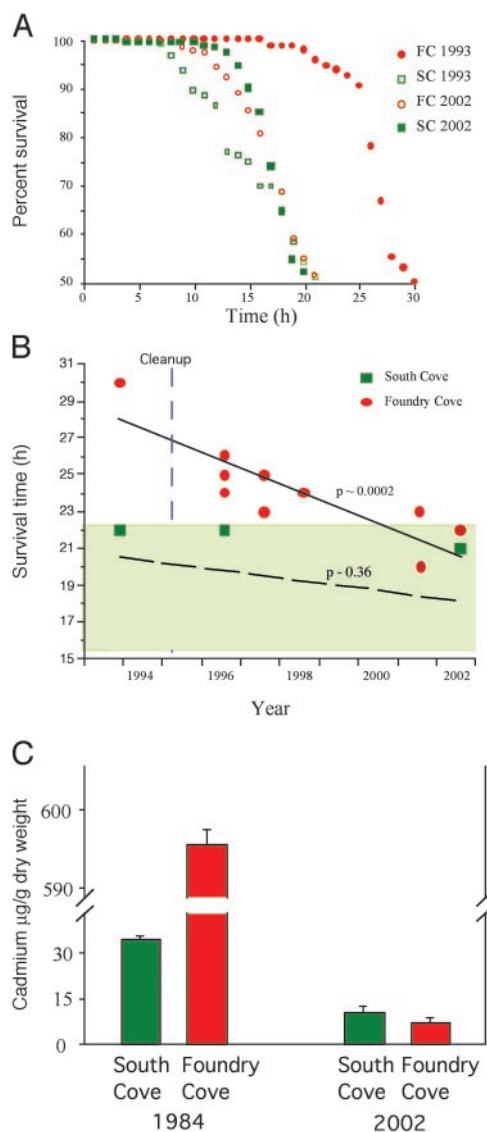 A
Percent survival
100
90
80
70
60
50
0
5
10
15
20
25
30
Time (h)
FC 1993
SC 1993
FC 2002
SC 2002
B
Cleanup
Survival time (h)
31
29
27
25
23
21
19
17
15
South Cove
Foundry Cove
p ~ 0.0002
p - 0.36
1994
1996
1998
2000
2002
Year
C
Cadmium µg/g dry weight
600
590
30
15
0
South Foundry
Cove Cove
1984
South Foundry
Cove Cove
2002